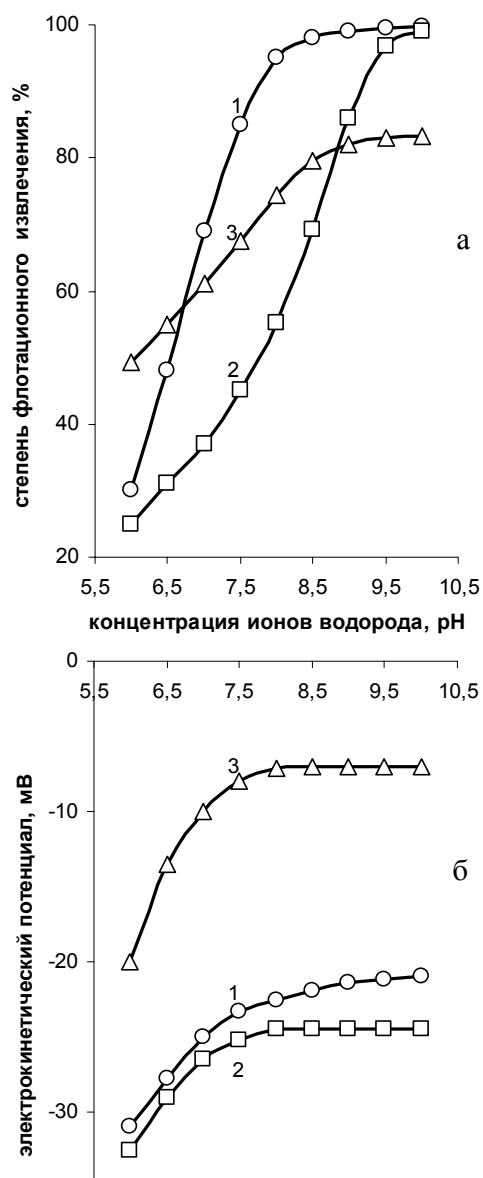 100
80
60
40
20
степень флотационного извлечения, %
1
3
2
а
5,5 6,5 7,5 8,5 9,5 10,5
концентрация ионов водорода, pH
0
5,5 6,5 7,5 8,5 9,5 10,5
-10
-20
-30
электрокинетический потенциал, мВ
3
б
1
2